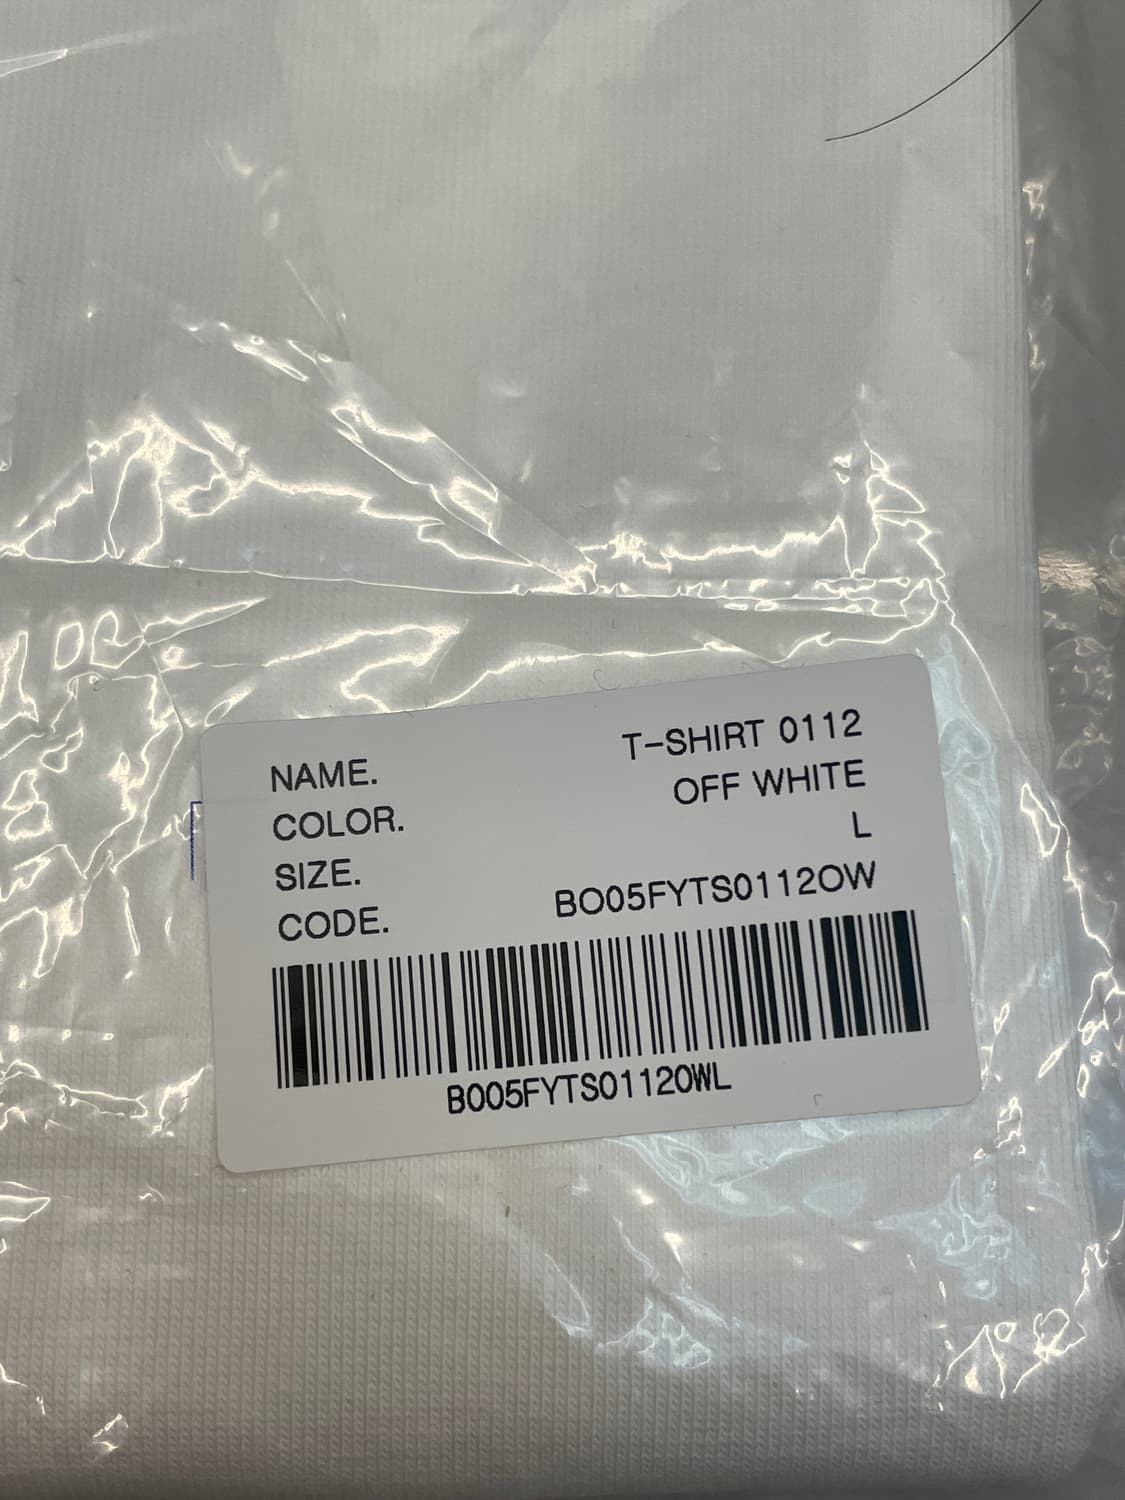 NAME. T-SHIRT 0112
COLOR. OFF WHITE
SIZE. L
CODE. BO05FYTS0112OW
BO05FYTS0112OWL